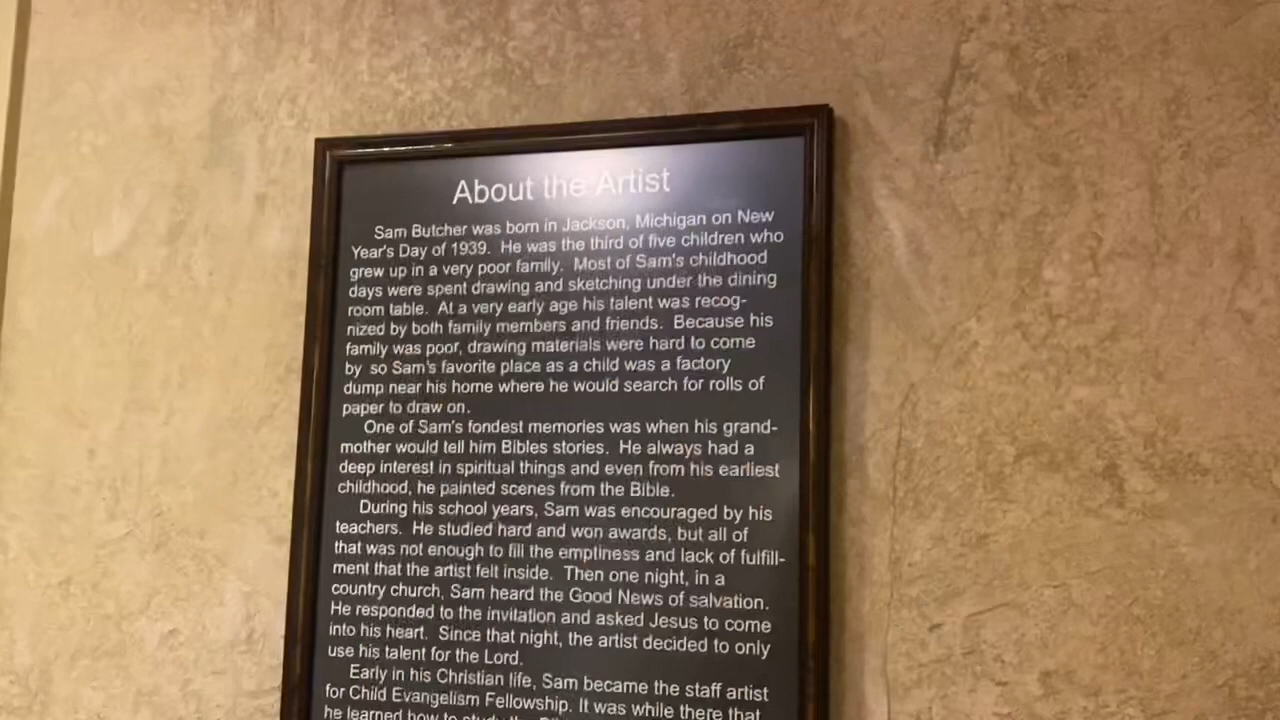 About the Artist
Sam Butcher was born in Jackson, Michigan on New
Year's Day of 1939. He was the third of five children who
grew up in a very poor family. Most of Sam's childhood
days were spent drawing and sketching under the dining
room table. At a very early age his talent was recog-
nized by both family members and friends. Because his
family was poor, drawing materials were hard to come
by so Sam's favorite place as a child was a factory
dump near his home where he would search for rolls of
paper to draw on.
One of Sam's fondest memories was when his grand-
mother would tell him Bibles stories. He always had a
deep interest in spiritual things and even from his earliest
childhood, he painted scenes from the Bible.
During his school years, Sam was encouraged by his
teachers. He studied hard and won awards, but all of
that was not enough to fill the emptiness and lack of fulfill-
ment that the artist felt inside. Then one night, in a
country church, Sam heard the Good News of salvation.
He responded to the invitation and asked Jesus to come
into his heart. Since that night, the artist decided to only
use his talent for the Lord.
Early in his Christian life, Sam became the staff artist
for Child Evangelism Fellowship. It was while there that
he learned how to study the